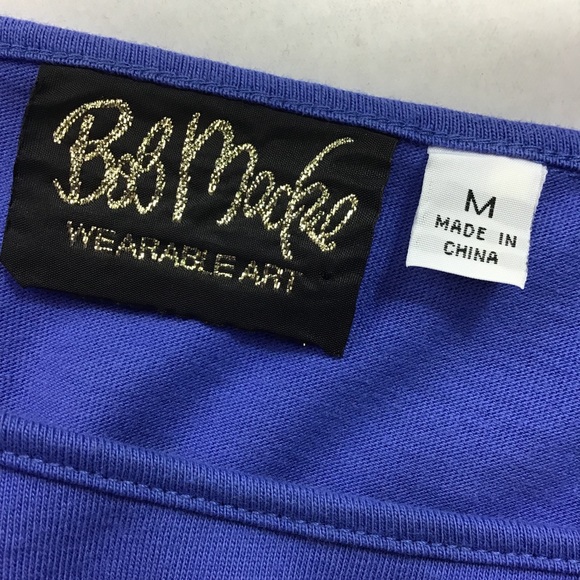 Bob Mackie
WEARABLE ART
M
MADE IN
CHINA